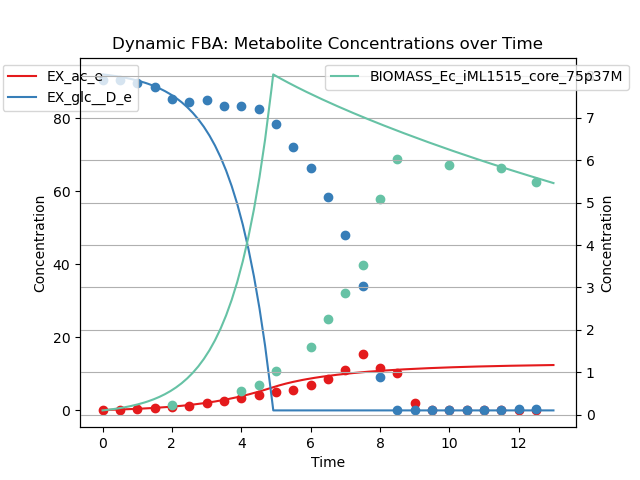 Dynamic FBA: Metabolite Concentrations over Time
EX_ac_e
EX_glc__D_e
BIOMASS_Ec_iML1515_core_75p37M
Concentration
80
60
40
20
0
7
6
5
4
3
2
1
0
Concentration
0
2
4
6
8
10
12
Time